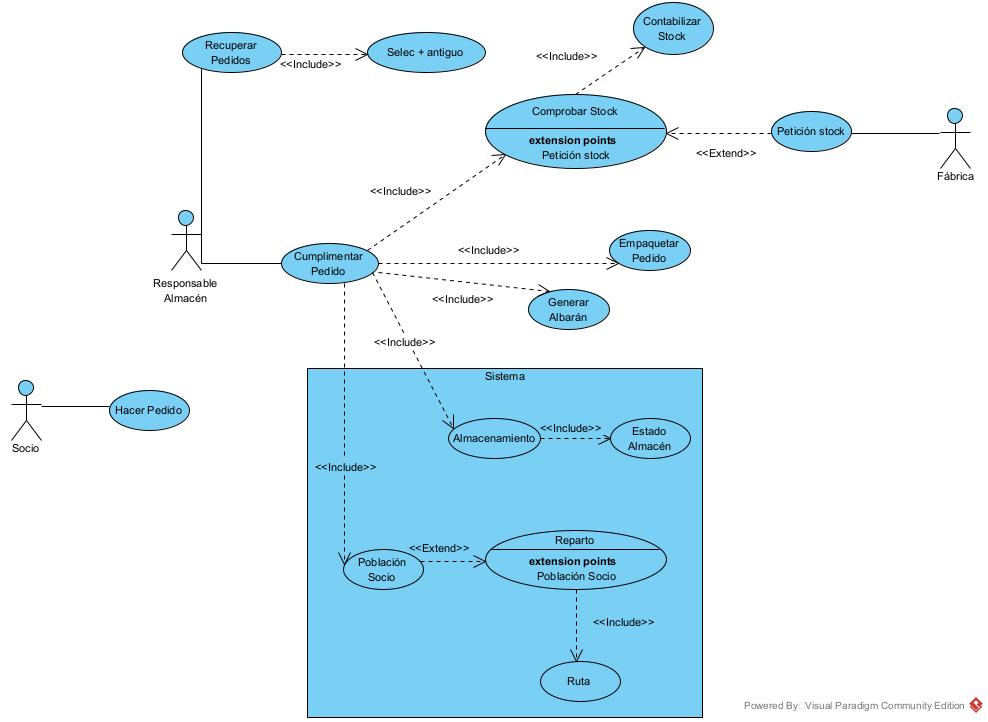 Contabilizar
Stock
Recuperar
Pedidos
<<Include>>
Selec + antiguo
<<Include>>
Comprobar Stock
extension points
Petición stock
<<Extend>>
Petición stock
Fábrica
<<Include>>
Responsable
Almacén
Cumplimentar
Pedido
<<Include>>
Empaquetar
Pedido
<<Include>>
Generar
Albarán
<<Include>>
Sistema
Socio
Hacer Pedido
Almacenamiento
<<Include>>
Estado
Almacén
<<Include>>
Población
Socio
<<Extend>>
Reparto
extension points
Población Socio
<<Include>>
Ruta
Powered By Visual Paradigm Community Edition